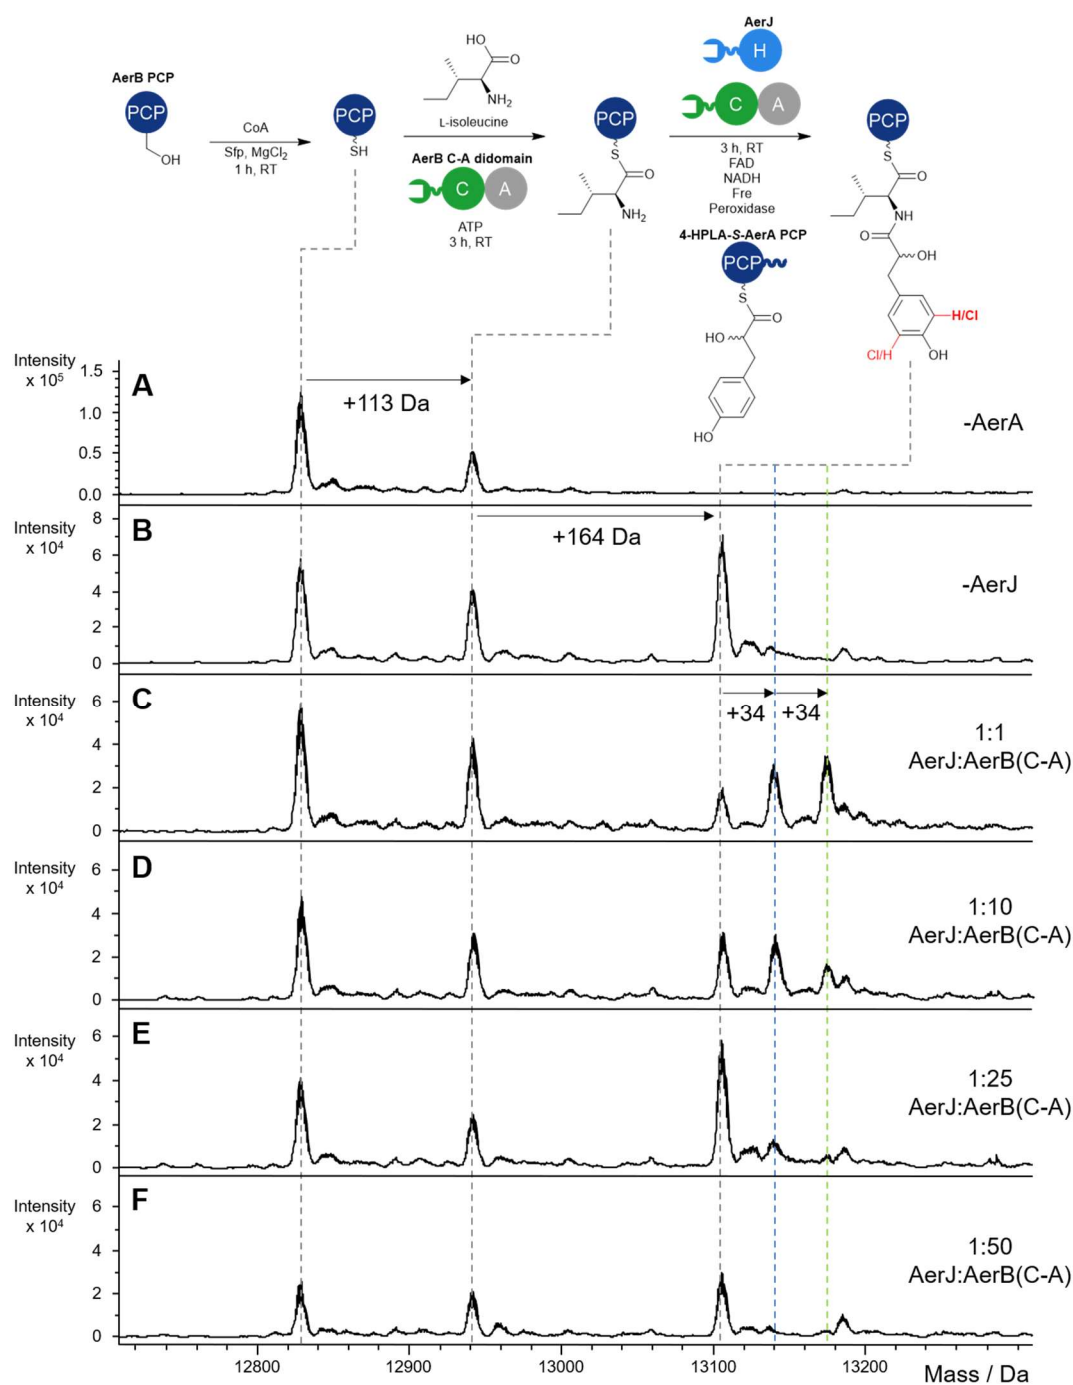 AerB PCP
PCP
OH
CoA
Sfp, MgCl2
1 h, RT
PCP
SH
HO
O
NH2
L-isoleucine
AerB C-A didomain
C
A
ATP
3 h, RT
PCP
S
O
NH2
AerJ
H
C
A
3 h, RT
FAD
NADH
Fre
Peroxidase
4-HPLA-S-AerA PCP
PCP
S
O
HO
HO
PCP
S
O
NH
O
OH
H/Cl
Cl/H
OH
Intensity
x 10⁵
1.5
1.0
0.5
0.0
A
+113 Da
-AerA
Intensity
x 10⁴
8
6
4
2
0
B
+164 Da
-AerJ
Intensity
x 10⁴
6
4
2
0
C
+34
+34
1:1
AerJ:AerB(C-A)
Intensity
x 10⁴
6
4
2
0
D
1:10
AerJ:AerB(C-A)
Intensity
x 10⁴
6
4
2
0
E
1:25
AerJ:AerB(C-A)
Intensity
x 10⁴
6
4
2
0
F
1:50
AerJ:AerB(C-A)
12800
12900
13000
13100
13200
Mass / Da